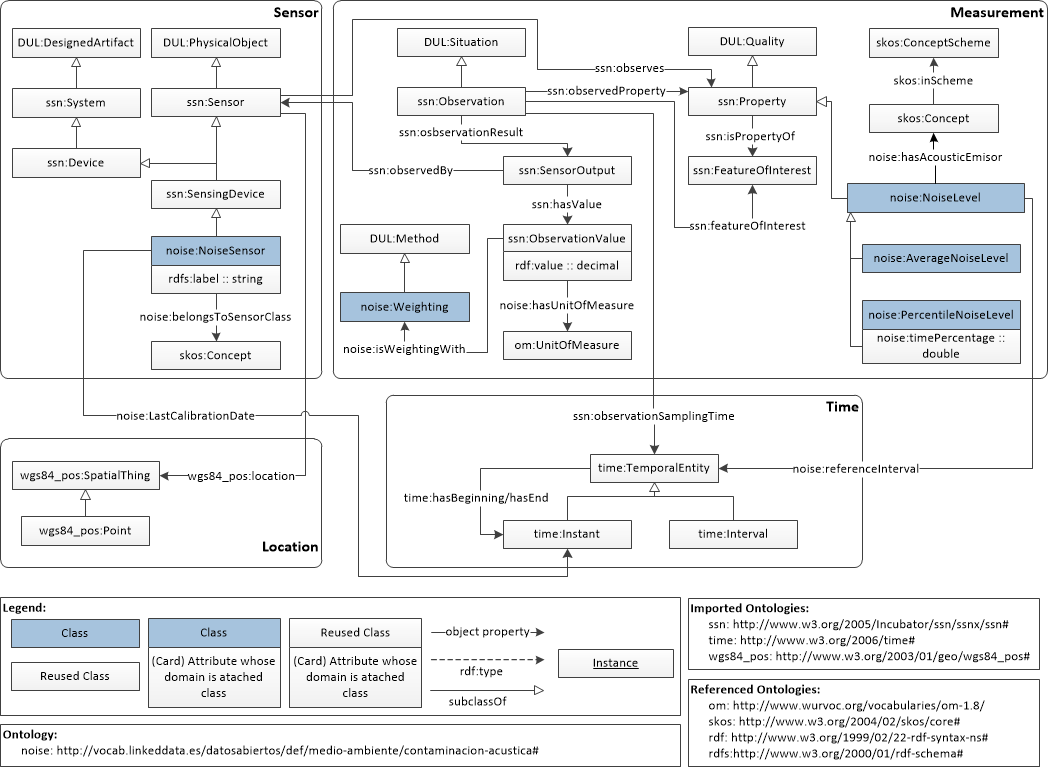 Sensor
DUL:DesignedArtifact
DUL:PhysicalObject
ssn:System
ssn:Sensor
ssn:Device
ssn:SensingDevice
noise:NoiseSensor
rdfs:label :: string
noise:belongsToSensorClass
skos:Concept
Measurement
DUL:Situation
DUL:Quality
skos:ConceptScheme
ssn:observes
skos:inScheme
ssn:observedProperty
ssn:Observation
ssn:Property
skos:Concept
ssn:osbservationResult
ssn:isPropertyOf
noise:hasAcousticEmisor
ssn:observedBy
ssn:SensorOutput
ssn:FeatureOfInterest
noise:NoiseLevel
ssn:hasValue
ssn:featureOfInterest
DUL:Method
ssn:ObservationValue
rdf:value :: decimal
noise:AverageNoiseLevel
noise:Weighting
noise:hasUnitOfMeasure
noise:PercentileNoiseLevel
noise:timePercentage ::
double
noise:isWeightingWith
om:UnitOfMeasure
noise:LastCalibrationDate
Time
ssn:observationSamplingTime
wgs84_pos:SpatialThing
wgs84_pos:location
wgs84_pos:Point
Location
time:TemporalEntity
noise:referenceInterval
time:hasBeginning/hasEnd
time:Instant
time:Interval
Legend:
Class
Reused Class
Class
(Card) Attribute whose
domain is atached
class
Reused Class
(Card) Attribute whose
domain is atached
class
object property
rdf:type
subclassOf
Instance
Ontology:
noise: http://vocab.linkeddata.es/datosabiertos/def/medio-ambiente/contaminacion-acustica#
Imported Ontologies:
ssn: http://www.w3.org/2005/Incubator/ssn/ssnx/ssn#
time: http://www.w3.org/2006/time#
wgs84_pos: http://www.w3.org/2003/01/geo/wgs84_pos#
Referenced Ontologies:
om: http://www.wurvoc.org/vocabularies/om-1.8/
skos: http://www.w3.org/2004/02/skos/core#
rdf: http://www.w3.org/1999/02/22-rdf-syntax-ns#
rdfs:http://www.w3.org/2000/01/rdf-schema#